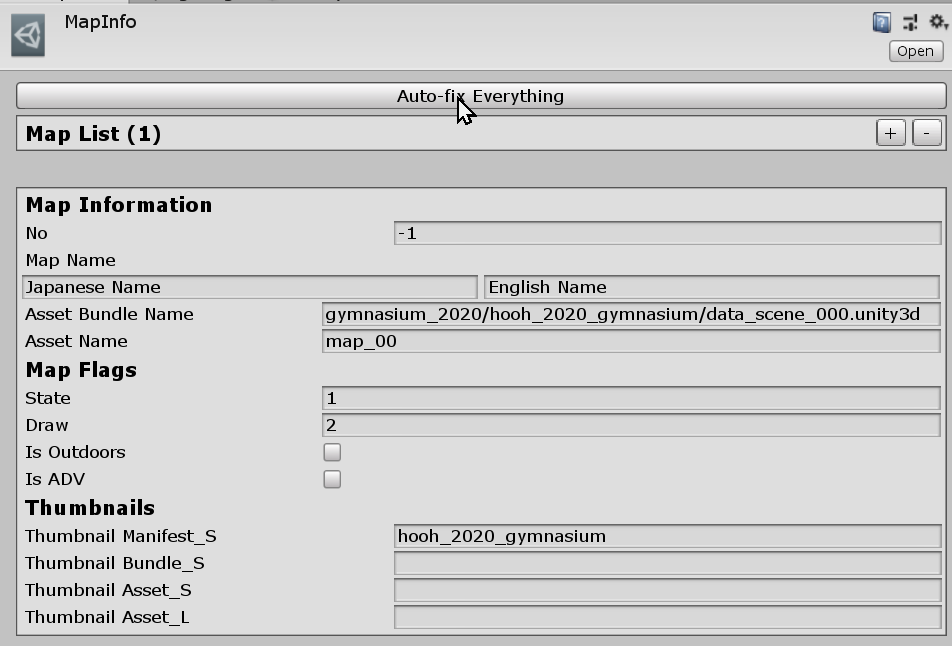 MapInfo
Open
Auto-fix Everything
Map List (1)
+ -
Map Information
No -1
Map Name
Japanese Name English Name
Asset Bundle Name gymnasium_2020/hooh_2020_gymnasium/data_scene_000.unity3d
Asset Name map_00
Map Flags
State 1
Draw 2
Is Outdoors
Is ADV
Thumbnails
Thumbnail Manifest_S hooh_2020_gymnasium
Thumbnail Bundle_S
Thumbnail Asset_S
Thumbnail Asset_L